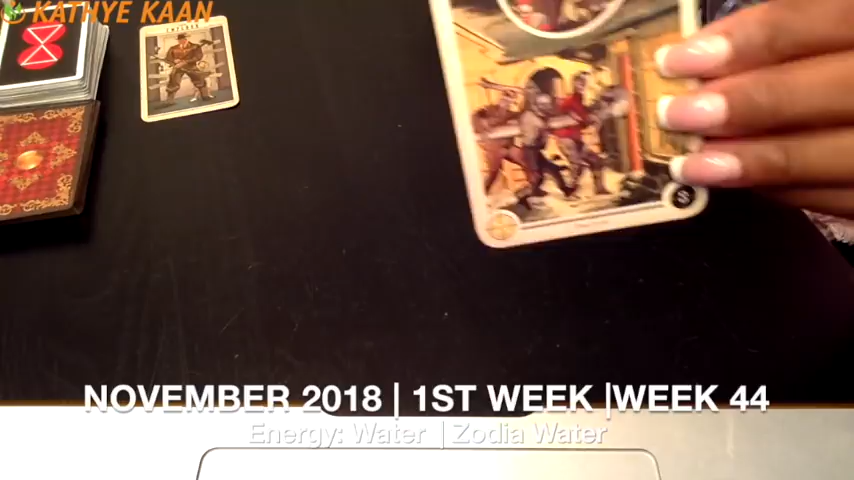 KATHYE KAAN
NOVEMBER 2018 | 1ST WEEK |WEEK 44
Energy: Water | Zodia Water